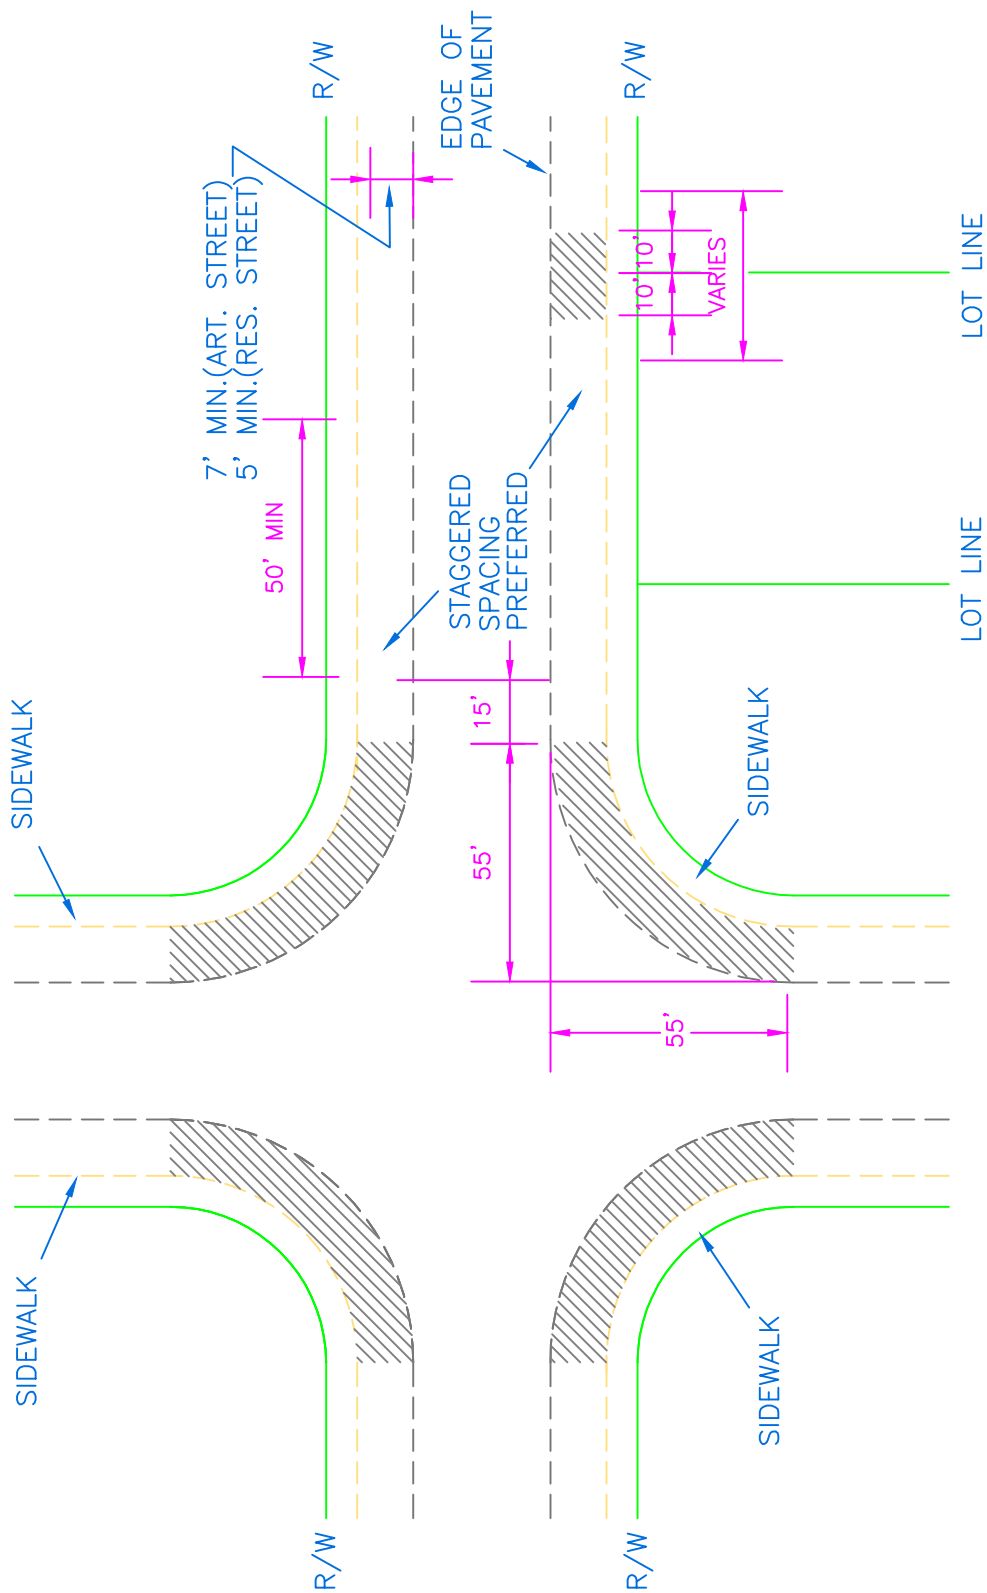 R/W
EDGE OF
PAVEMENT
R/W
7' MIN.(ART. STREET)
5' MIN.(RES. STREET)
10'
10'
VARIES
LOT LINE
50' MIN
STAGGERED
SPACING
PREFERRED
LOT LINE
SIDEWALK
15'
SIDEWALK
55'
55'
SIDEWALK
SIDEWALK
R/W
R/W